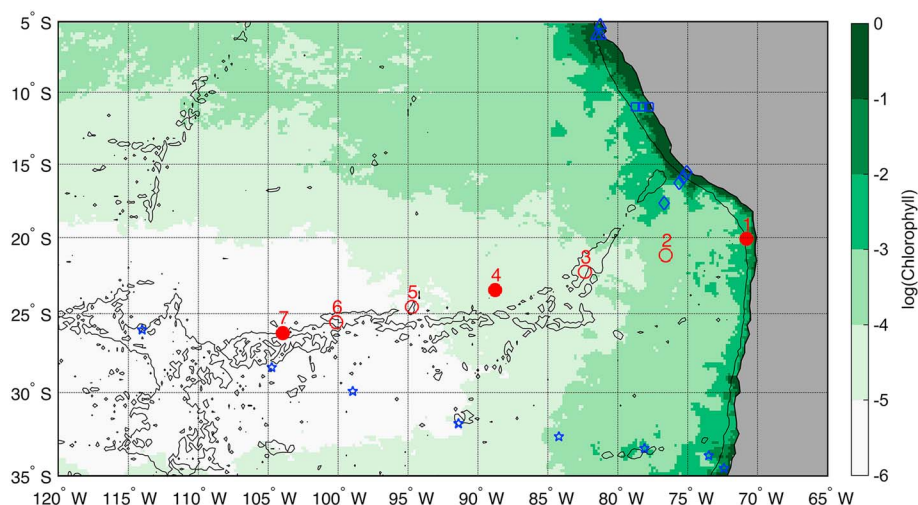 5° S
10° S
15° S
20° S
25° S
30° S
35° S
120° W
115° W
110° W
105° W
100° W
95° W
90° W
85° W
80° W
75° W
70° W
65° W
1
2
3
4
5
6
7
0
-1
-2
-3
-4
-5
-6
log(Chlorophyll)